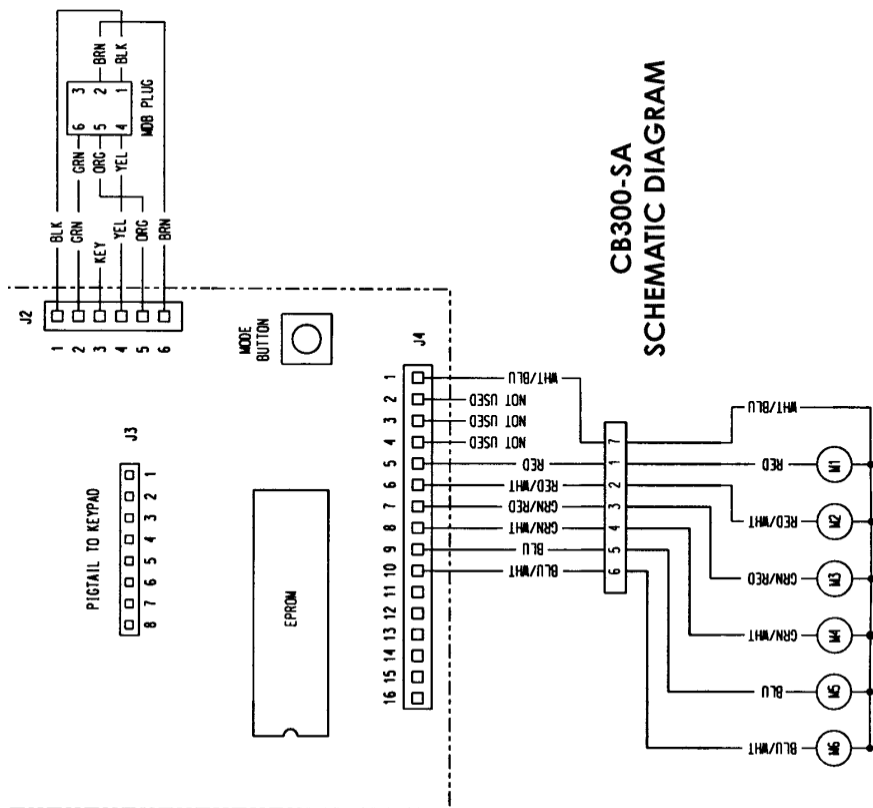 CB300-SA
SCHEMATIC DIAGRAM
BLK
BRN
BLK
3
2
1
6
5
4
MDB PLUG
GRN
ORG
YEL
BLK
GRN
KEY
YEL
ORG
BRN
J2
1
2
3
4
5
6
MODE
BUTTON
J3
PIGTAIL TO KEYPAD
8 7 6 5 4 3 2 1
EPROM
J4
16 15 14 13 12 11 10 9 8 7 6 5 4 3 2 1
WHT/BLU
NOT USED
NOT USED
NOT USED
RED
RED/WHT
GRN/RED
GRN/WHT
BLU
BLU/WHT
7
1
2
3
4
5
6
WHT/BLU
RED
RED/WHT
GRN/RED
GRN/WHT
BLU
BLU/WHT
M1
M2
M3
M4
M5
M6